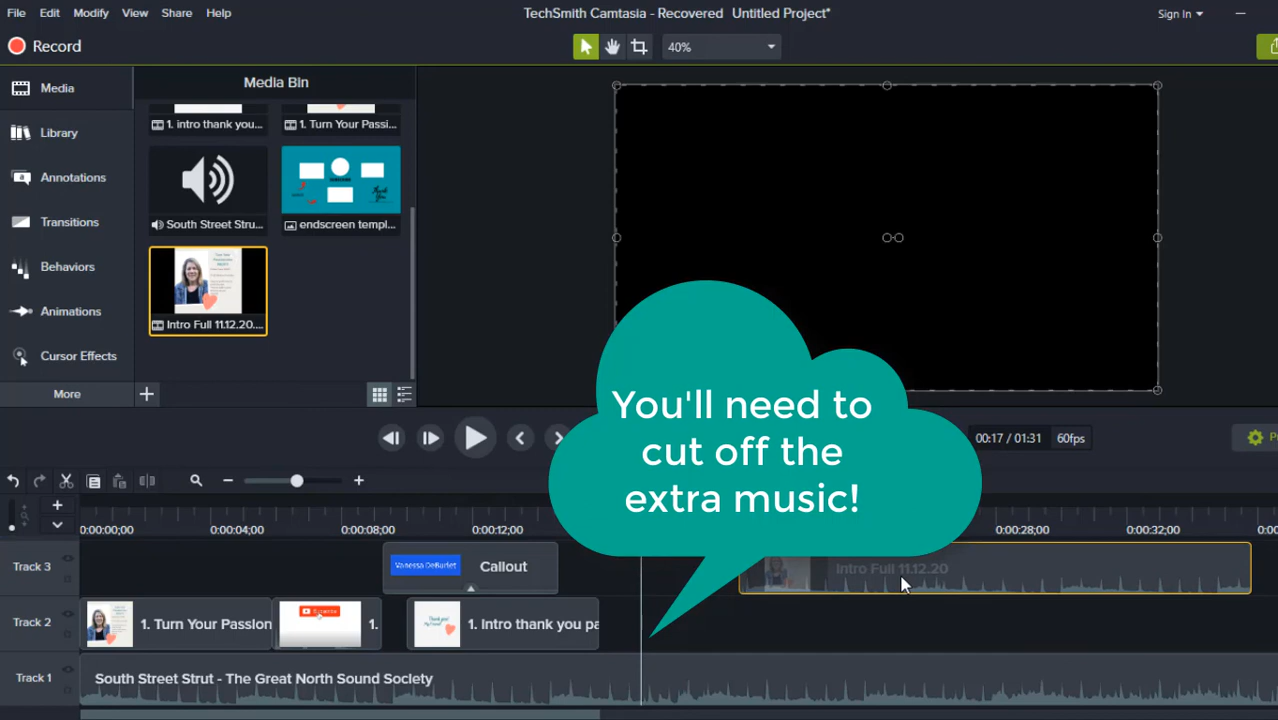 File Edit Modify View Share Help
TechSmith Camtasia - Recovered Untitled Project*
Sign In
Record
40%
Media
Media Bin
Library
Annotations
Transitions
Behaviors
Animations
Cursor Effects
More
1. intro thank you...
1. Turn Your Passi...
South Street Stru...
endscreen templ...
Intro Full 11.12.20....
You'll need to
cut off the
extra music!
00:17 / 01:31 60fps
0:00:00;00 0:00:04;00 0:00:08;00 0:00:12;00 0:00:28;00 0:00:32;00
Track 3
Vanessa DeBarlet
Callout
Intro Full 11.12.20
Track 2
1. Turn Your Passion
1.
Thank you!
1. Intro thank you pa
Track 1
South Street Strut - The Great North Sound Society